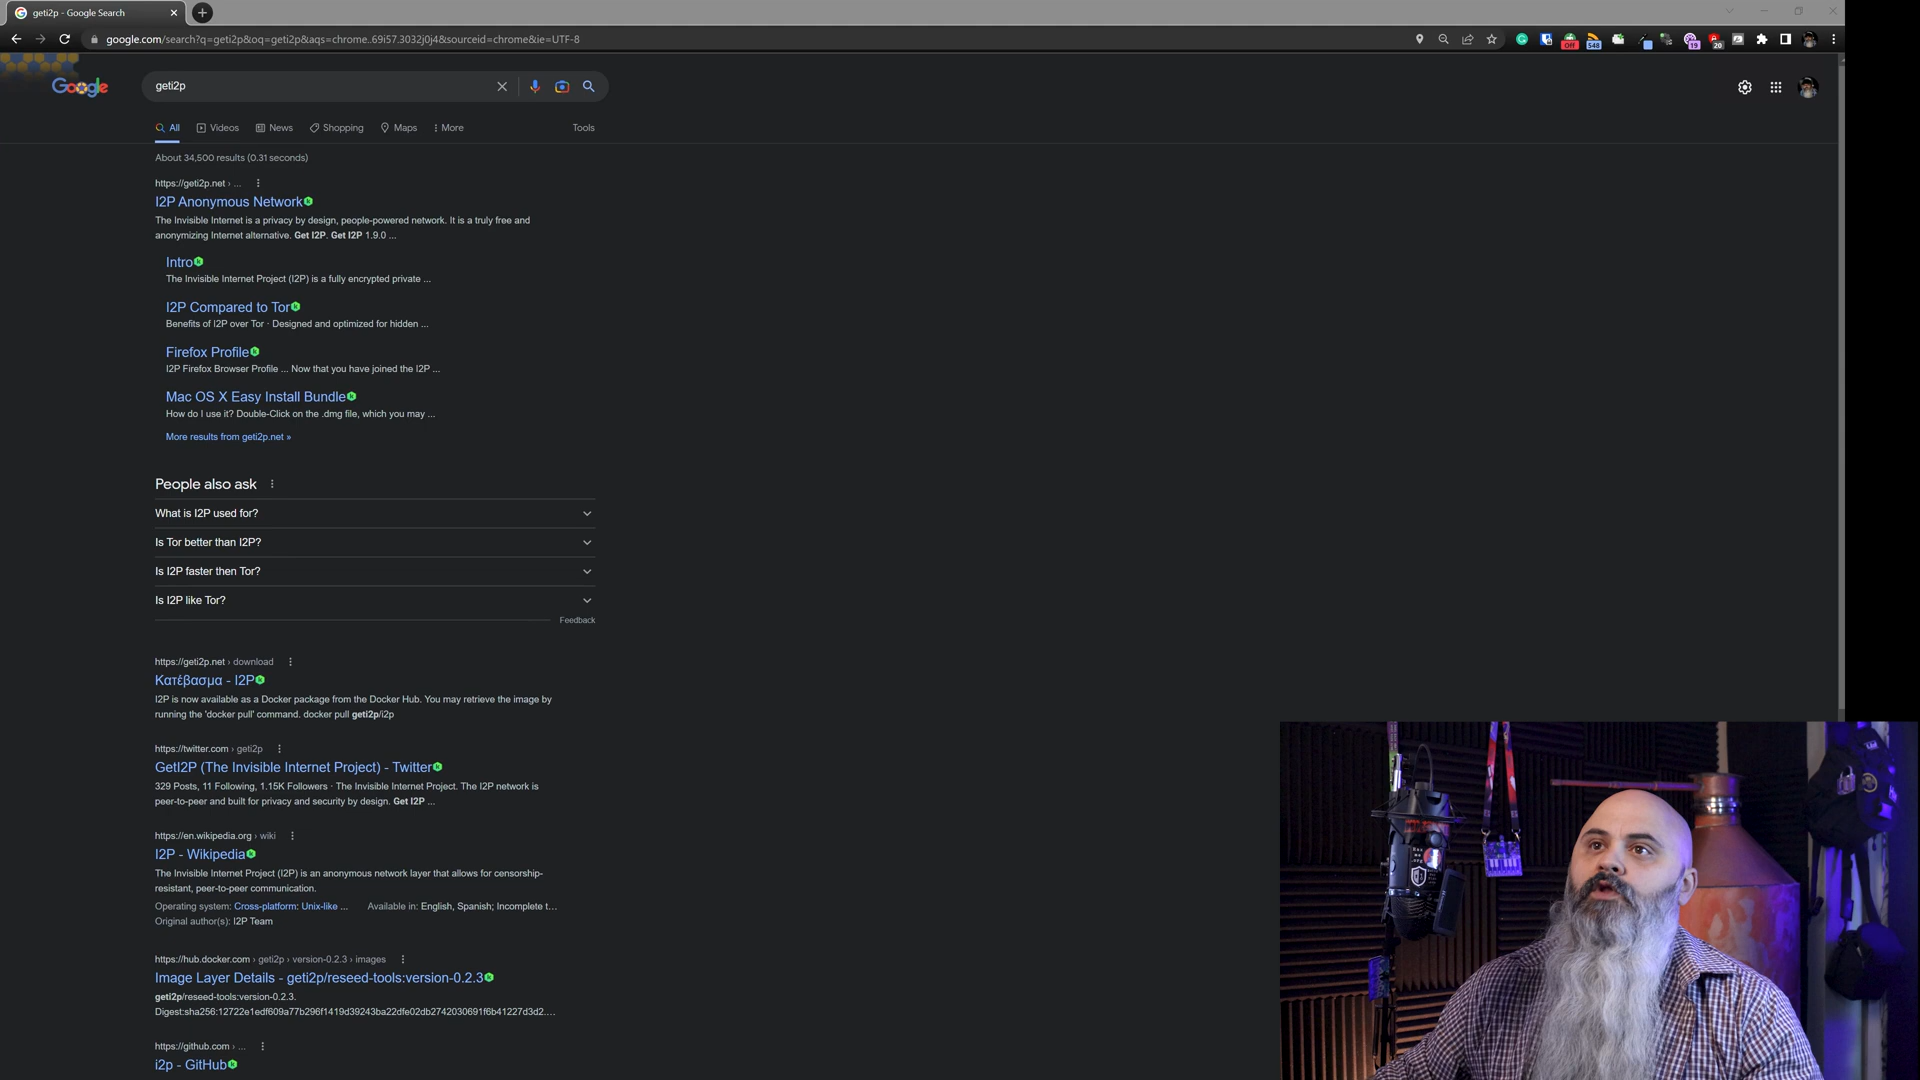 geti2p - Google Search
google.com/search?q=geti2p&oq=geti2p&aqs=chrome..69i57.3032j0j4&sourceid=chrome&ie=UTF-8
Off
548
19
20
Google
geti2p
All
Videos
News
Shopping
Maps
More
Tools
About 34,500 results (0.31 seconds)
https://geti2p.net › ...
I2P Anonymous Network
The Invisible Internet is a privacy by design, people-powered network. It is a truly free and
anonymizing Internet alternative. Get I2P. Get I2P 1.9.0 ...
Intro
The Invisible Internet Project (I2P) is a fully encrypted private ...
I2P Compared to Tor
Benefits of I2P over Tor · Designed and optimized for hidden ...
Firefox Profile
I2P Firefox Browser Profile ... Now that you have joined the I2P ...
Mac OS X Easy Install Bundle
How do I use it? Double-Click on the .dmg file, which you may ...
More results from geti2p.net »
People also ask
What is I2P used for?
Is Tor better than I2P?
Is I2P faster then Tor?
Is I2P like Tor?
Feedback
https://geti2p.net › download
Κατέβασμα - I2P
I2P is now available as a Docker package from the Docker Hub. You may retrieve the image by
running the 'docker pull' command. docker pull geti2p/i2p
https://twitter.com › geti2p
GetI2P (The Invisible Internet Project) - Twitter
329 Posts, 11 Following, 1.15K Followers · The Invisible Internet Project. The I2P network is
peer-to-peer and built for privacy and security by design. Get I2P ...
https://en.wikipedia.org › wiki
I2P - Wikipedia
The Invisible Internet Project (I2P) is an anonymous network layer that allows for censorship-
resistant, peer-to-peer communication.
Operating system: Cross-platform: Unix-like ... Available in: English, Spanish; Incomplete t...
Original author(s): I2P Team
https://hub.docker.com › geti2p › version-0.2.3 › images
Image Layer Details - geti2p/reseed-tools:version-0.2.3
geti2p/reseed-tools:version-0.2.3.
Digest:sha256:12722e1edf609a77b296f1419d39243ba22dfe02db2742030691f6b41227d3d2....
https://github.com › ...
i2p - GitHub